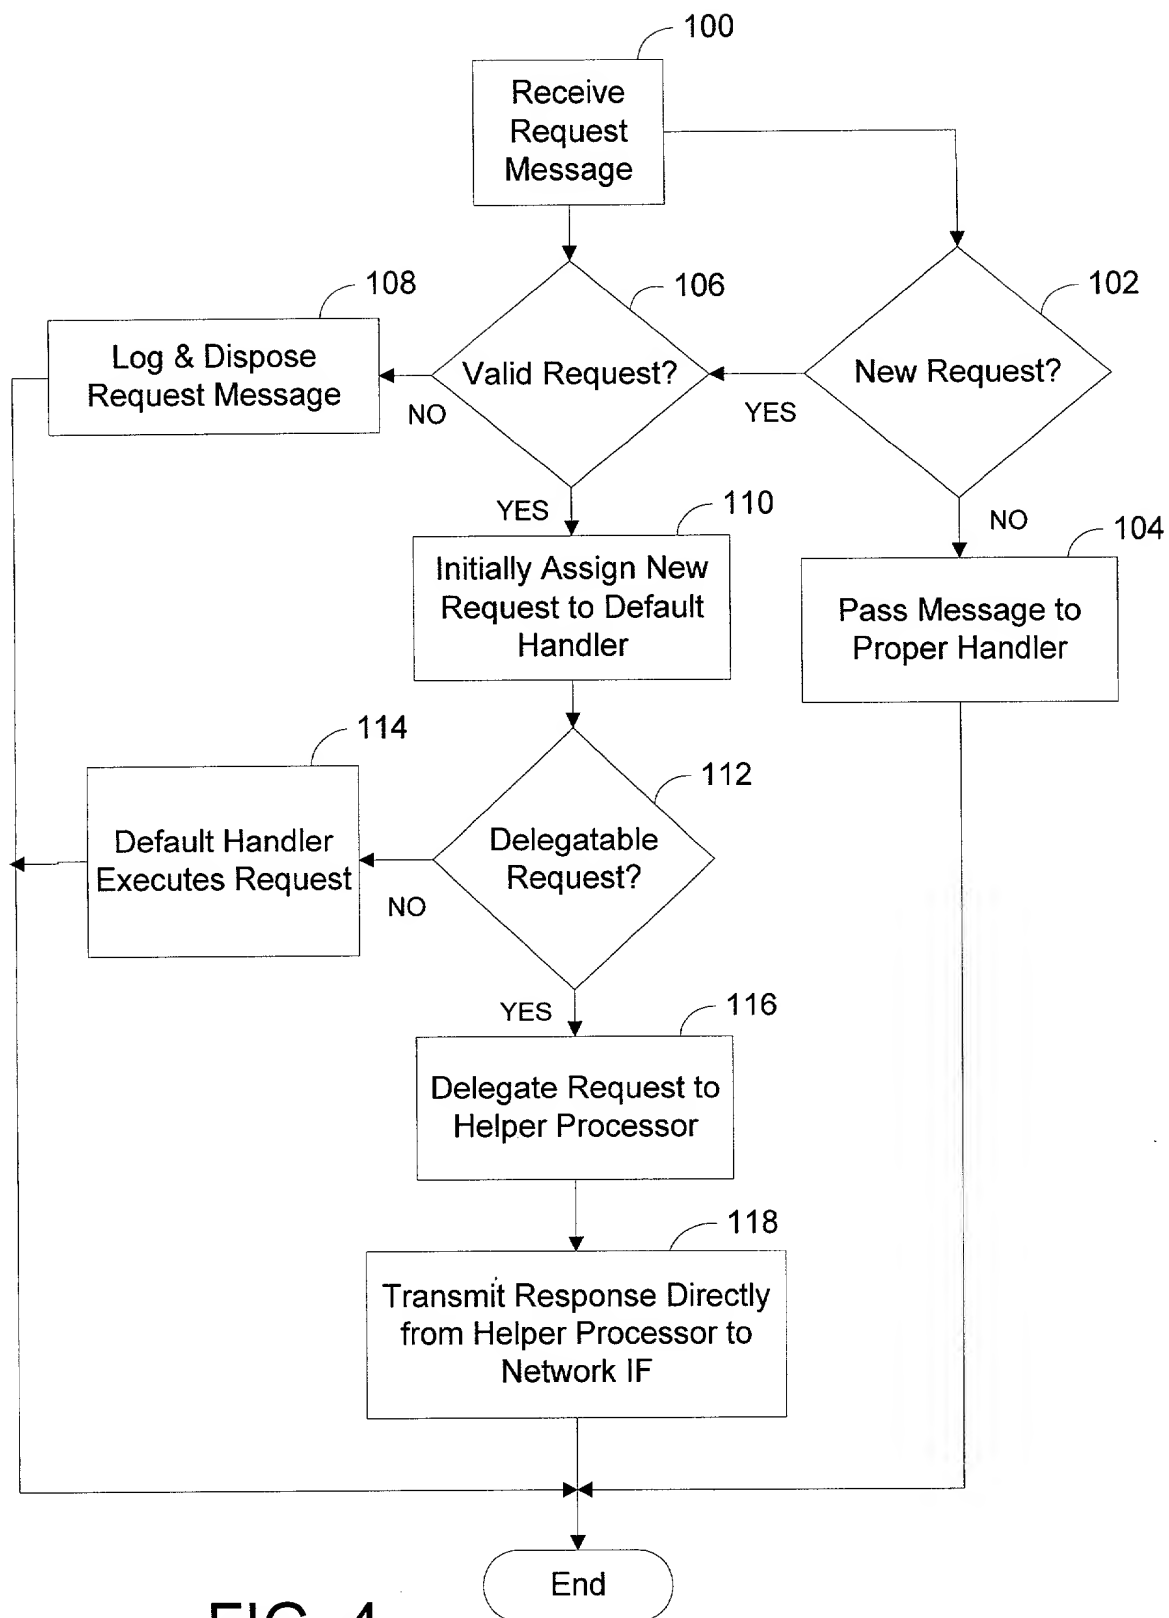 100
Receive
Request
Message
108
106
102
Log & Dispose
Request Message
Valid Request?
New Request?
NO
YES
YES
110
NO
104
Initially Assign New
Request to Default
Handler
Pass Message to
Proper Handler
114
112
Default Handler
Executes Request
Delegatable
Request?
NO
YES
116
Delegate Request to
Helper Processor
118
Transmit Response Directly
from Helper Processor to
Network IF
End
FIG. 4